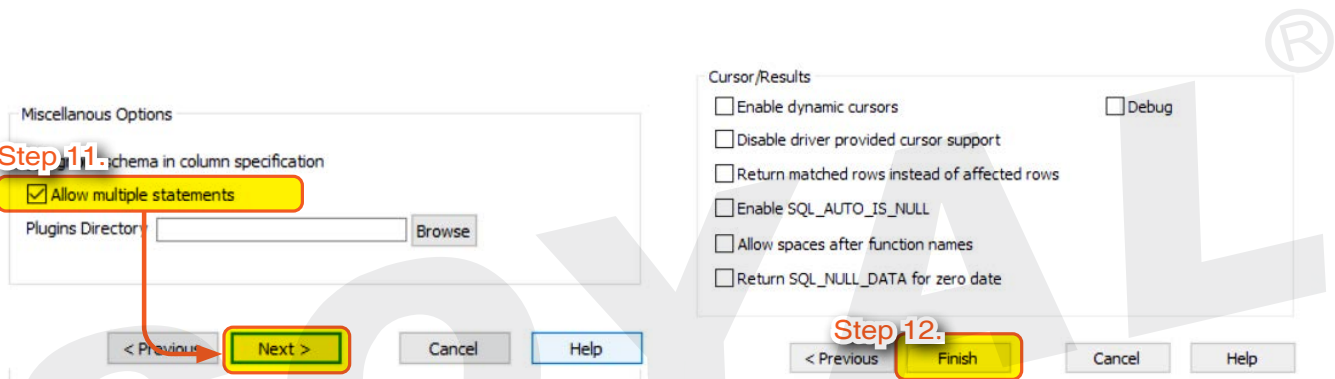 Miscellanous Options
Step 11.
schema in column specification
Allow multiple statements
Plugins Directory
Browse
< Previous
Next >
Cancel
Help
®
Cursor/Results
Enable dynamic cursors
Debug
Disable driver provided cursor support
Return matched rows instead of affected rows
Enable SQL_AUTO_IS_NULL
Allow spaces after function names
Return SQL_NULL_DATA for zero date
Step 12.
< Previous
Finish
Cancel
Help
SOYAL